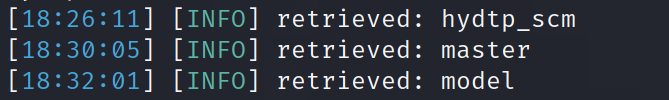 [18:26:11] [INFO] retrieved: hydtp_scm
[18:30:05] [INFO] retrieved: master
[18:32:01] [INFO] retrieved: model